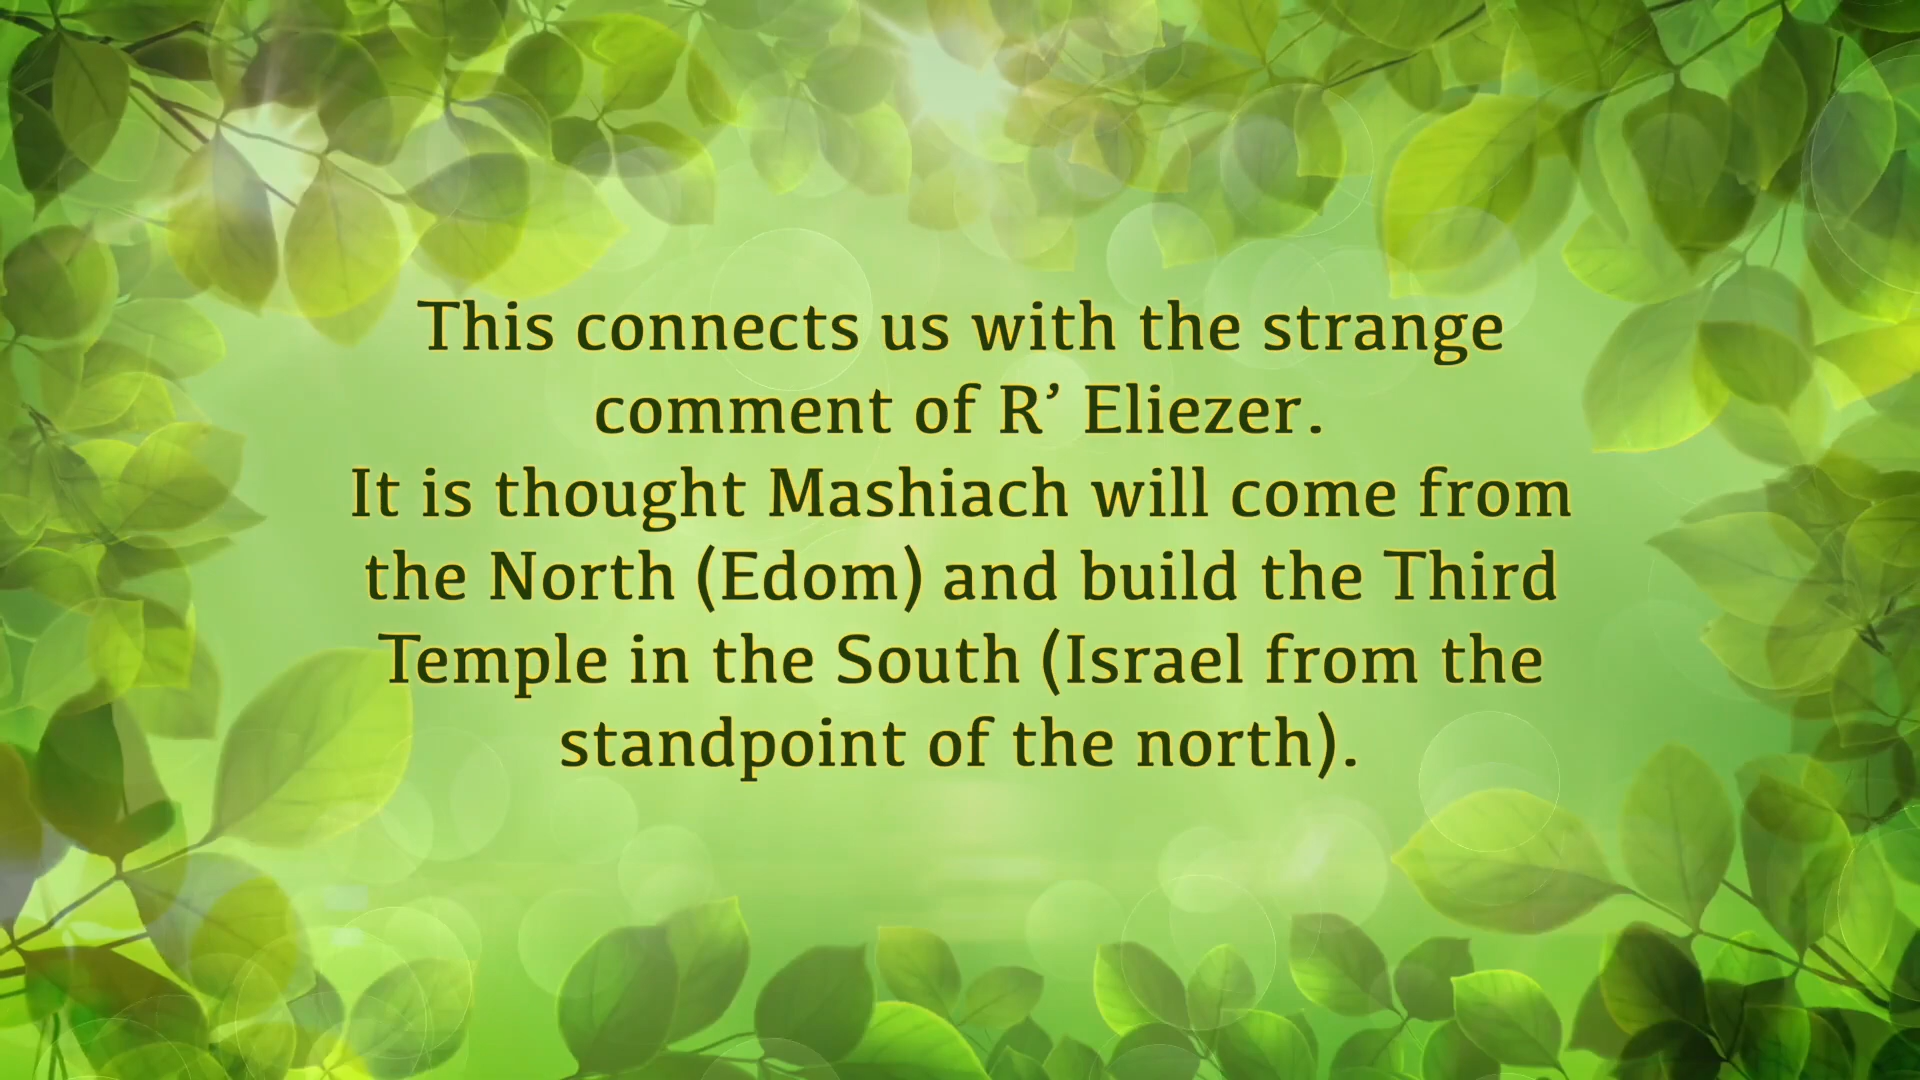 This connects us with the strange
comment of R’ Eliezer.
It is thought Mashiach will come from
the North (Edom) and build the Third
Temple in the South (Israel from the
standpoint of the north).